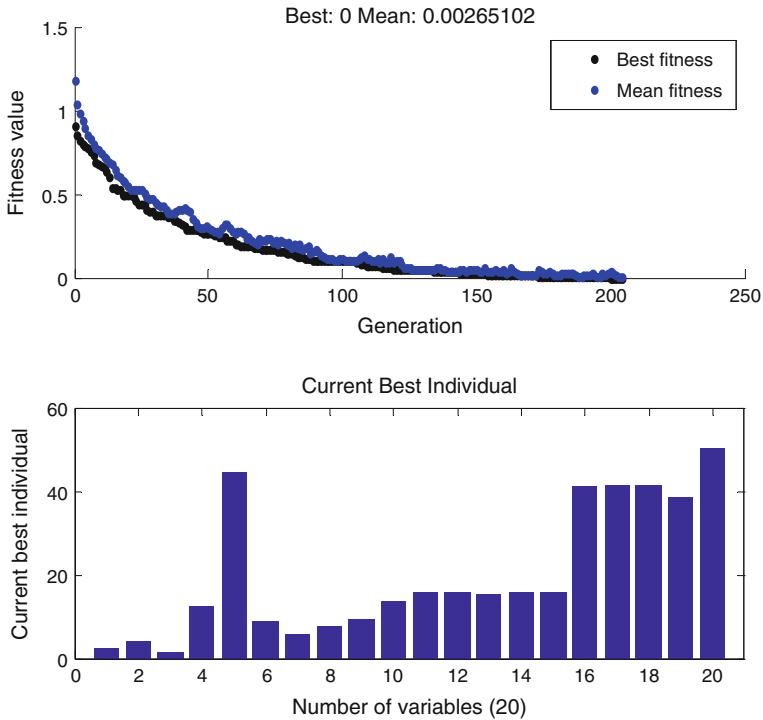 Best: 0 Mean: 0.00265102
1.5
1
0.5
0
Fitness value
Best fitness
Mean fitness
0 50 100 150 200 250
Generation
Current Best Individual
60
40
20
0
Current best individual
0 2 4 6 8 10 12 14 16 18 20
Number of variables (20)